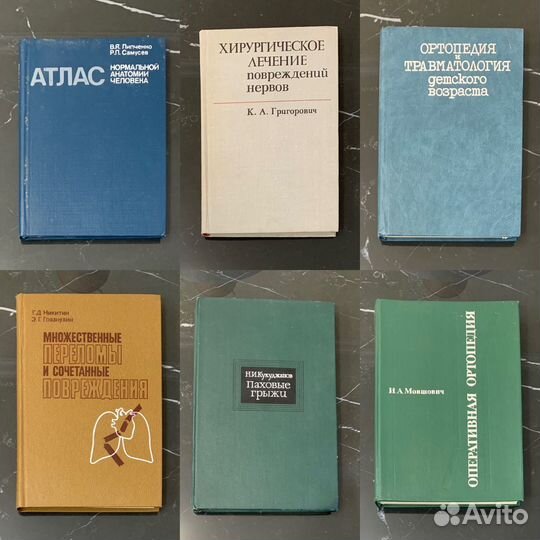 В.Я. Липченко
Р.П. Самусев
АТЛАС
НОРМАЛЬНОЙ
АНАТОМИИ
ЧЕЛОВЕКА
ХИРУРГИЧЕСКОЕ
ЛЕЧЕНИЕ
повреждений
нервов
К. А. Григорович
ОРТОПЕДИЯ
и
ТРАВМАТОЛОГИЯ
детского
возраста
Г.Д. Никитин
Э.Г. Грязнухин
МНОЖЕСТВЕННЫЕ
ПЕРЕЛОМЫ
И СОЧЕТАННЫЕ
ПОВРЕЖДЕНИЯ
Н.И. Кукуджанов
Паховые
грыжи
И.А. Мовшович
ОПЕРАТИВНАЯ ОРТОПЕДИЯ
Avito